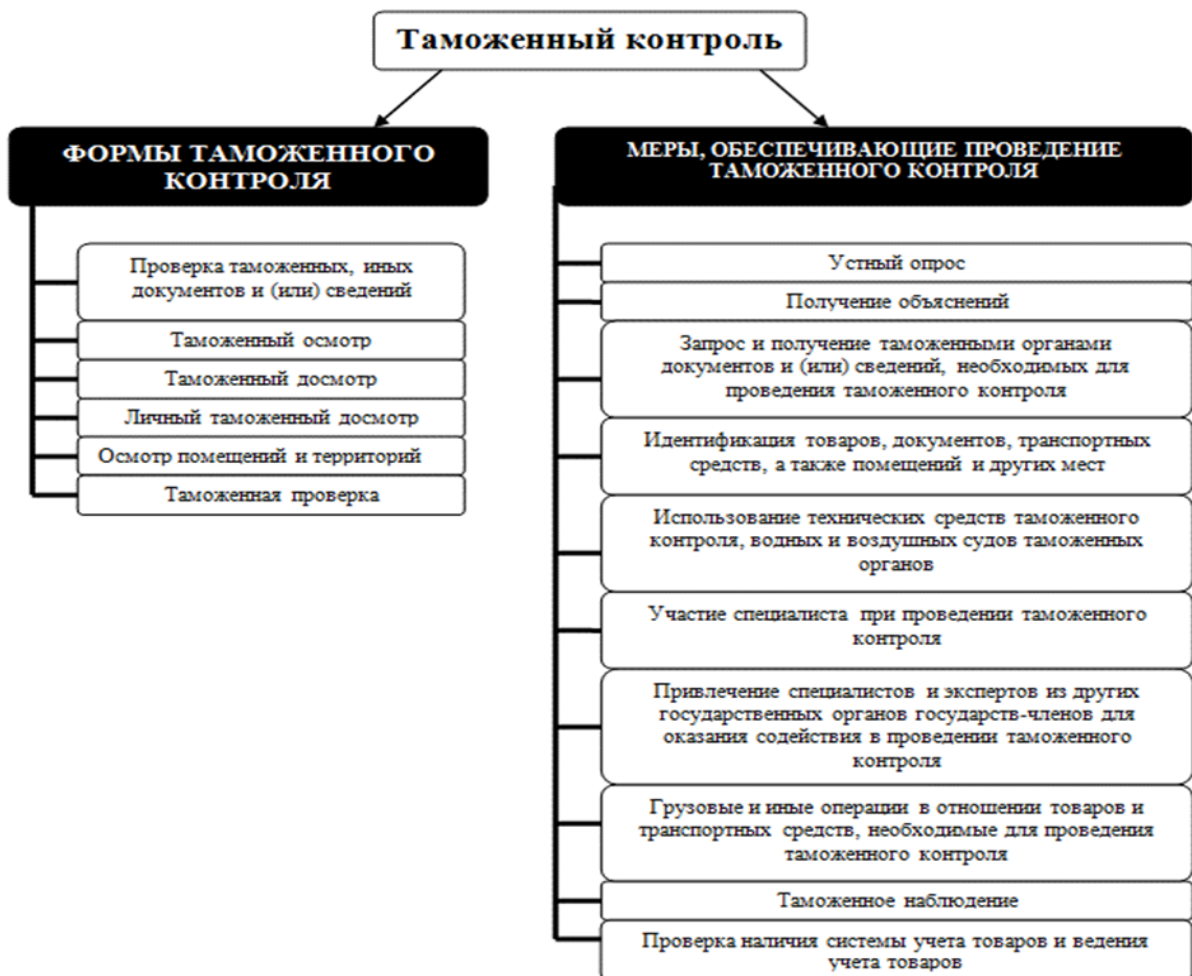 Таможенный контроль
ФОРМЫ ТАМОЖЕННОГО
КОНТРОЛЯ
Проверка таможенных, иных
документов и (или) сведений
Таможенный осмотр
Таможенный досмотр
Личный таможенный досмотр
Осмотр помещений и территорий
Таможенная проверка
МЕРЫ, ОБЕСПЕЧИВАЮЩИЕ ПРОВЕДЕНИЕ
ТАМОЖЕННОГО КОНТРОЛЯ
Устный опрос
Получение объяснений
Запрос и получение таможенными органами
документов и (или) сведений, необходимых для
проведения таможенного контроля
Идентификация товаров, документов, транспортных
средств, а также помещений и других мест
Использование технических средств таможенного
контроля, водных и воздушных судов таможенных
органов
Участие специалиста при проведении таможенного
контроля
Привлечение специалистов и экспертов из других
государственных органов государств-членов для
оказания содействия в проведении таможенного
контроля
Грузовые и иные операции в отношении товаров и
транспортных средств, необходимые для проведения
таможенного контроля
Таможенное наблюдение
Проверка наличия системы учета товаров и ведения
учета товаров